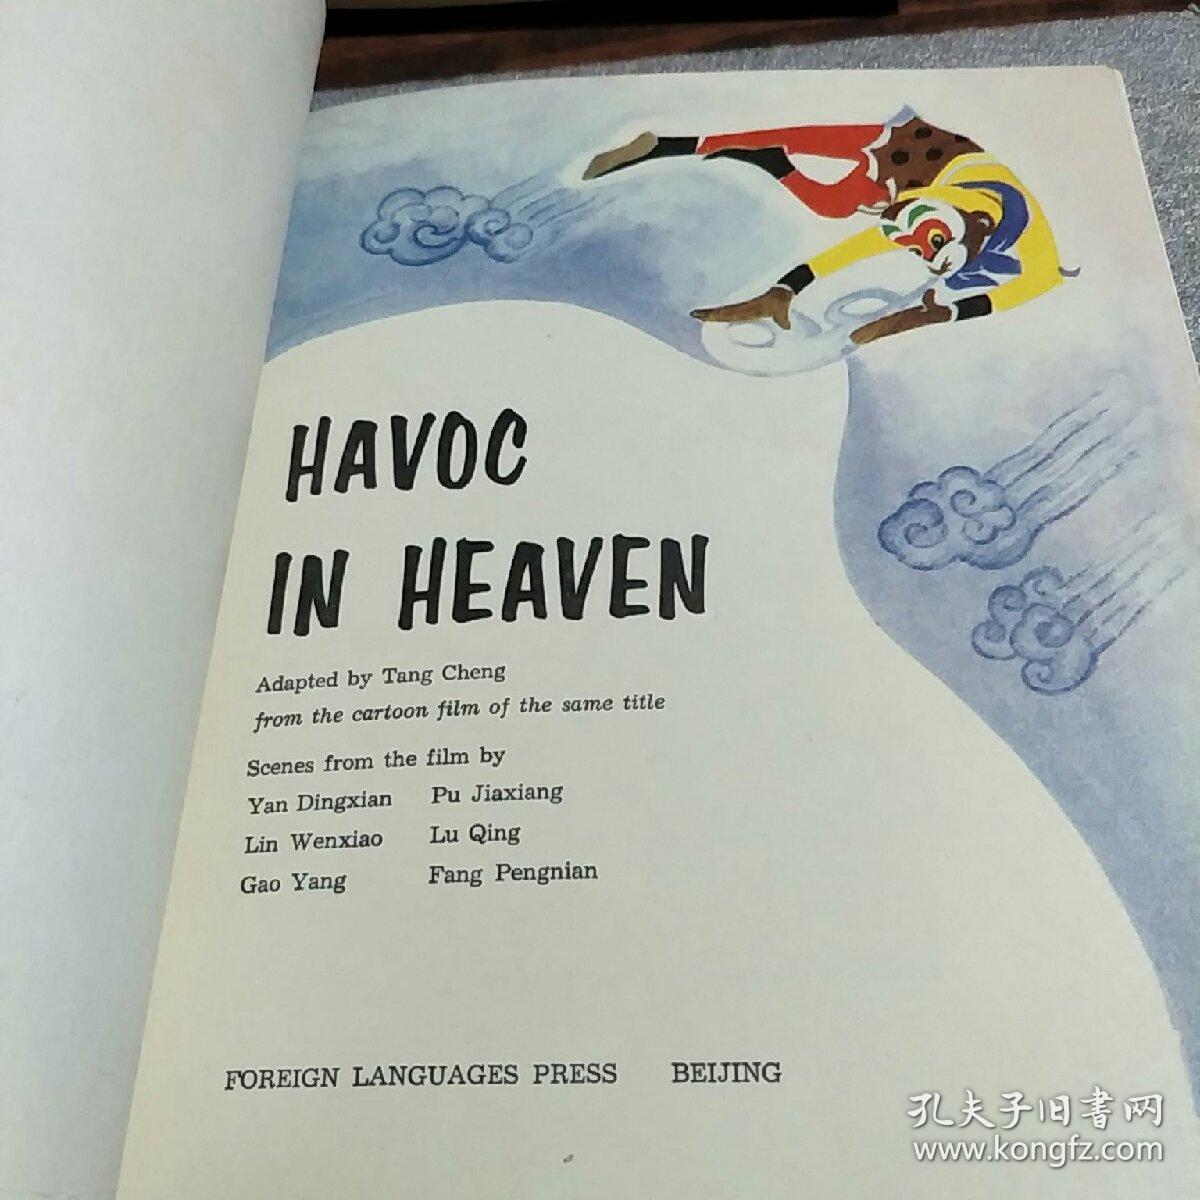 HAVOC
IN HEAVEN
Adapted by Tang Cheng
from the cartoon film of the same title
Scenes from the film by
Yan Dingxian Pu Jiaxiang
Lin Wenxiao Lu Qing
Gao Yang Fang Pengnian
FOREIGN LANGUAGES PRESS BEIJING
孔夫子旧书网
www.kongfz.com